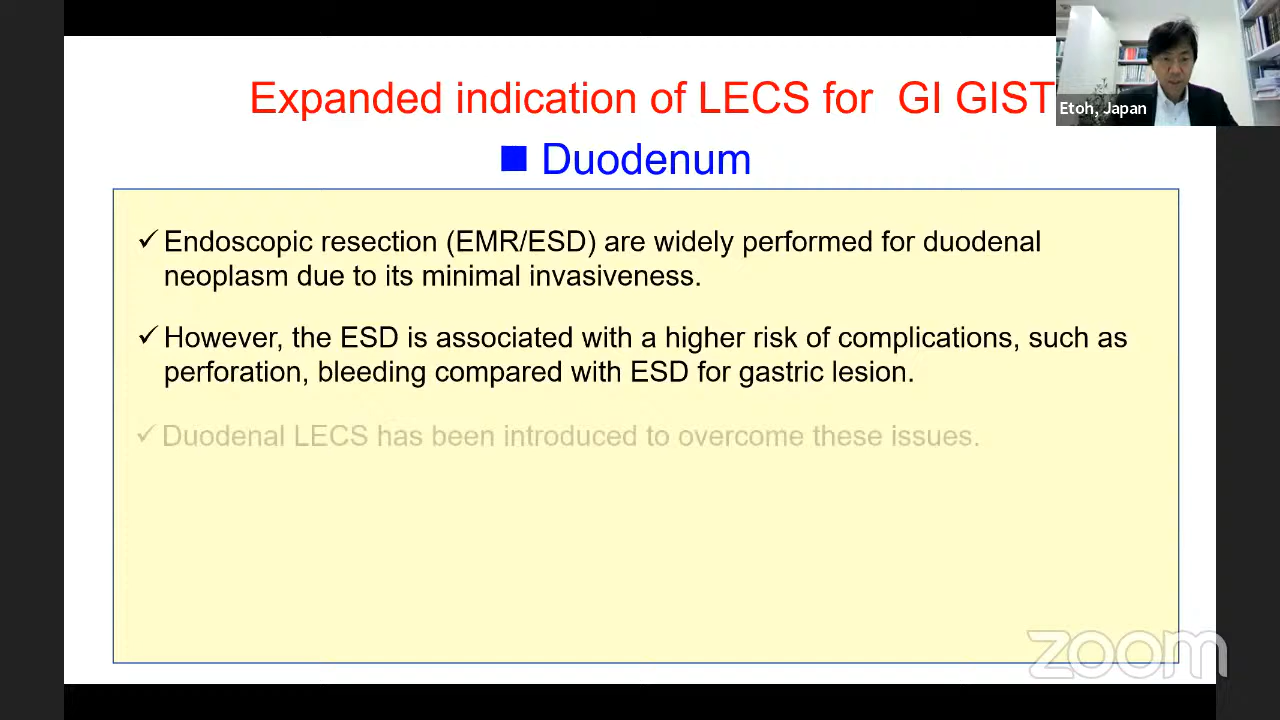 Expanded indication of LECS for GI GIST
Etoh, Japan
■ Duodenum
✓ Endoscopic resection (EMR/ESD) are widely performed for duodenal
neoplasm due to its minimal invasiveness.
✓ However, the ESD is associated with a higher risk of complications, such as
perforation, bleeding compared with ESD for gastric lesion.
✓ Duodenal LECS has been introduced to overcome these issues.
zoom